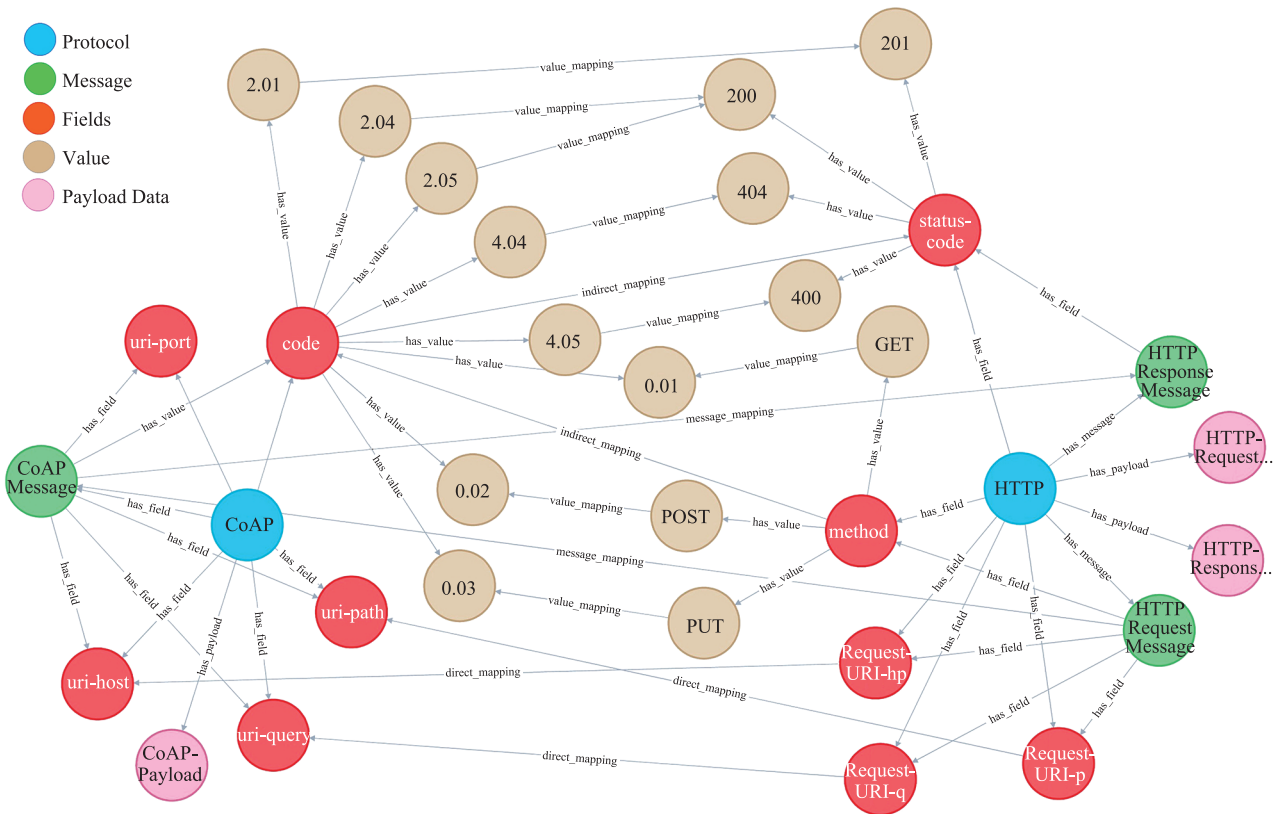 Protocol
Message
Fields
Value
Payload Data
2.01
201
value_mapping
2.04
200
value_mapping
value_mapping
2.05
404
has_value
has_value
has_value
has_value
has_value
value_mapping
has_value
4.04
status-
code
has_value
indirect_mapping
has_value
400
has_field
uri-port
code
has_value
4.05
value_mapping
GET
has_value
0.01
value_mapping
HTTP
Response
Message
has_field
has_field
has_value
message_mapping
has_value
indirect_mapping
has_value
has_message
HTTP-
Request...
CoAP
Message
has_value
has_payload
0.02
HTTP
has_field
CoAP
value_mapping
POST
has_value
method
has_field
has_payload
has_field
message_mapping
has_message
HTTP-
Respons...
has_field
has_field
has_field
has_field
has_field
0.03
value_mapping
has_value
has_field
has_field
uri-path
PUT
HTTP
Request
Message
has_field
has_payload
has_field
has_field
Request-
URI-hp
has_field
uri-host
direct_mapping
direct_mapping
has_field
has_field
uri-query
CoAP-
Payload
direct_mapping
Request-
URI-q
Request-
URI-p